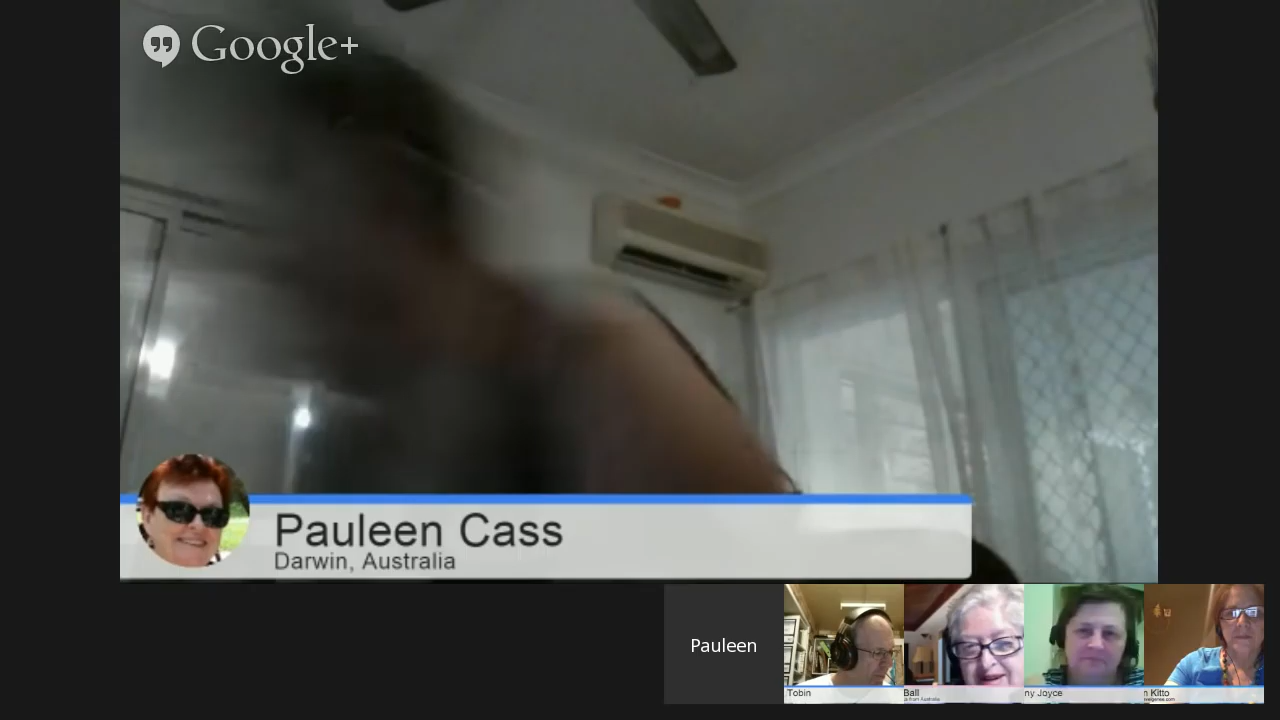 Google+
Pauleen Cass
Darwin, Australia
Pauleen
Tobin
Ball
ny Joyce
n Kitto